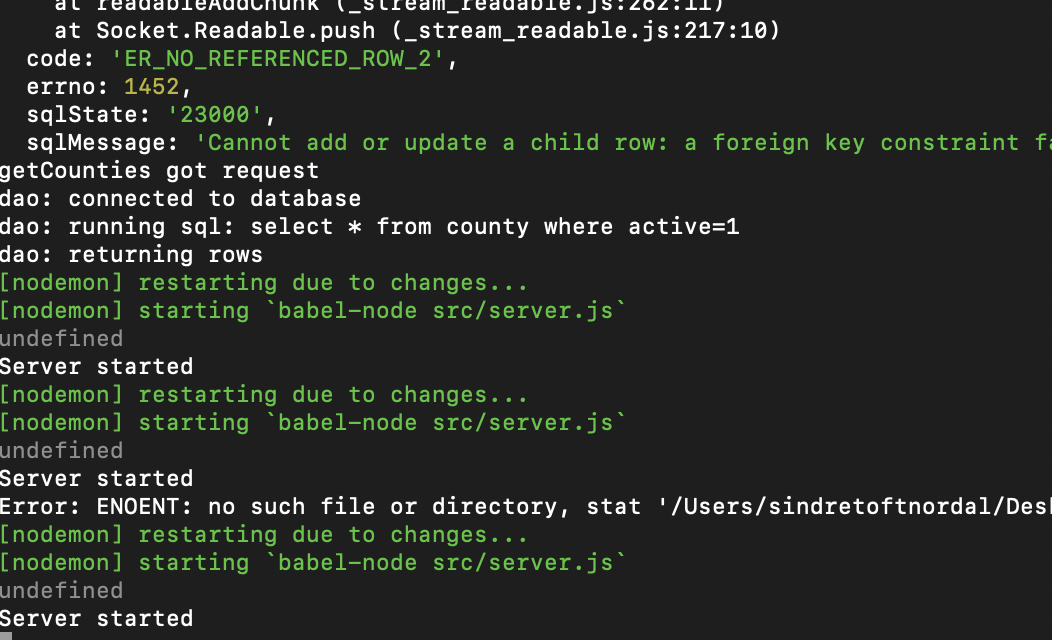 at readableAddChunk (_stream_readable.js:262:11)
at Socket.Readable.push (_stream_readable.js:217:10)
code: 'ER_NO_REFERENCED_ROW_2',
errno: 1452,
sqlState: '23000',
sqlMessage: 'Cannot add or update a child row: a foreign key constraint fa
getCounties got request
dao: connected to database
dao: running sql: select * from county where active=1
dao: returning rows
[nodemon] restarting due to changes...
[nodemon] starting `babel-node src/server.js`
undefined
Server started
[nodemon] restarting due to changes...
[nodemon] starting `babel-node src/server.js`
undefined
Server started
Error: ENOENT: no such file or directory, stat '/Users/sindretoftnordal/Desk
[nodemon] restarting due to changes...
[nodemon] starting `babel-node src/server.js`
undefined
Server started